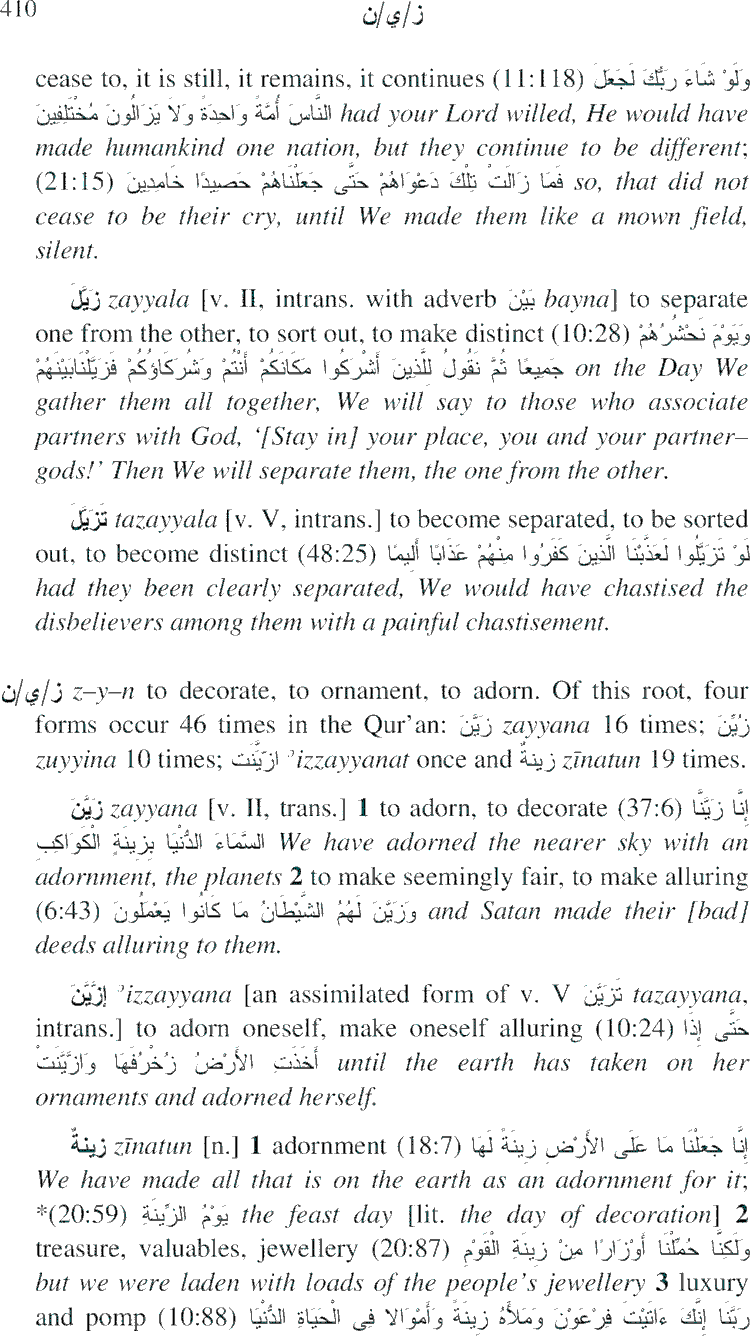 410 ز/ي/ن
cease to, it is still, it remains, it continues (11:118) وَلَوْ شَاءَ رَبُّكَ لَجَعَلَ
النَّاسَ أُمَّةً وَاحِدَةً وَلاَ يَزَالُونَ مُخْتَلِفِينَ had your Lord willed, He would have
made humankind one nation, but they continue to be different;
(21:15) فَمَا زَالَتْ تِلْكَ دَعْوَاهُمْ حَتَّى جَعَلْنَاهُمْ حَصِيدًا خَامِدِينَ so, that did not
cease to be their cry, until We made them like a mown field,
silent.
زَيَّلَ zayyala [v. II, intrans. with adverb بَيْنَ bayna] to separate
one from the other, to sort out, to make distinct (10:28) وَيَوْمَ نَحْشُرُهُمْ
جَمِيعًا ثُمَّ نَقُولُ لِلَّذِينَ أَشْرَكُوا مَكَانَكُمْ أَنْتُمْ وَشُرَكَاؤُكُمْ فَزَيَّلْنَابَيْنَهُمْ on the Day We
gather them all together, We will say to those who associate
partners with God, ‘[Stay in] your place, you and your partner–
gods!’ Then We will separate them, the one from the other.
تَزَيَّلَ tazayyala [v. V, intrans.] to become separated, to be sorted
out, to become distinct (48:25) لَوْ تَزَيَّلُوا لَعَذَّبْنَا الَّذِينَ كَفَرُوا مِنْهُمْ عَذَابًا أَلِيمًا
had they been clearly separated, We would have chastised the
disbelievers among them with a painful chastisement.
ز/ي/ن z–y–n to decorate, to ornament, to adorn. Of this root, four
forms occur 46 times in the Qur’an: زَيَّنَ zayyana 16 times; زُيِّنَ
zuyyina 10 times; ازَّيَّنَت ʾizzayyanat once and زِينَةٌ zīnatun 19 times.
زَيَّنَ zayyana [v. II, trans.] 1 to adorn, to decorate (37:6) إِنَّا زَيَّنَّا
السَّمَاءَ الدُّنْيَا بِزِينَةٍ الْكَوَاكِبِ We have adorned the nearer sky with an
adornment, the planets 2 to make seemingly fair, to make alluring
(6:43) وَزَيَّنَ لَهُمُ الشَّيْطَانُ مَا كَانُوا يَعْمَلُونَ and Satan made their [bad]
deeds alluring to them.
إزَّيَّنَ ʾizzayyana [an assimilated form of v. V تَزَيَّنَ tazayyana,
intrans.] to adorn oneself, make oneself alluring (10:24) حَتَّى إِذَا
أَخَذَتِ الأَرْضُ زُخْرُفَهَا وَازَّيَّنَتْ until the earth has taken on her
ornaments and adorned herself.
زِينةٌ zīnatun [n.] 1 adornment (18:7) إِنَّا جَعَلْنَا مَا عَلَى الأَرْضِ زِينَةً لَهَا
We have made all that is on the earth as an adornment for it;
*(20:59) يَوْمُ الزِّينَةِ the feast day [lit. the day of decoration] 2
treasure, valuables, jewellery (20:87) وَلَكِنَّا حُمِّلْنَا أَوْزَارًا مِنْ زِينَةِ الْقَوْمِ
but we were laden with loads of the people’s jewellery 3 luxury
and pomp (10:88) رَبَّنَا إِنَّكَ ءَاتَيْتَ فِرْعَوْنَ وَمَلأَهُ زِينَةً وَأَمْوَالا فِى الْحَيَاةِ الدُّنْيَا